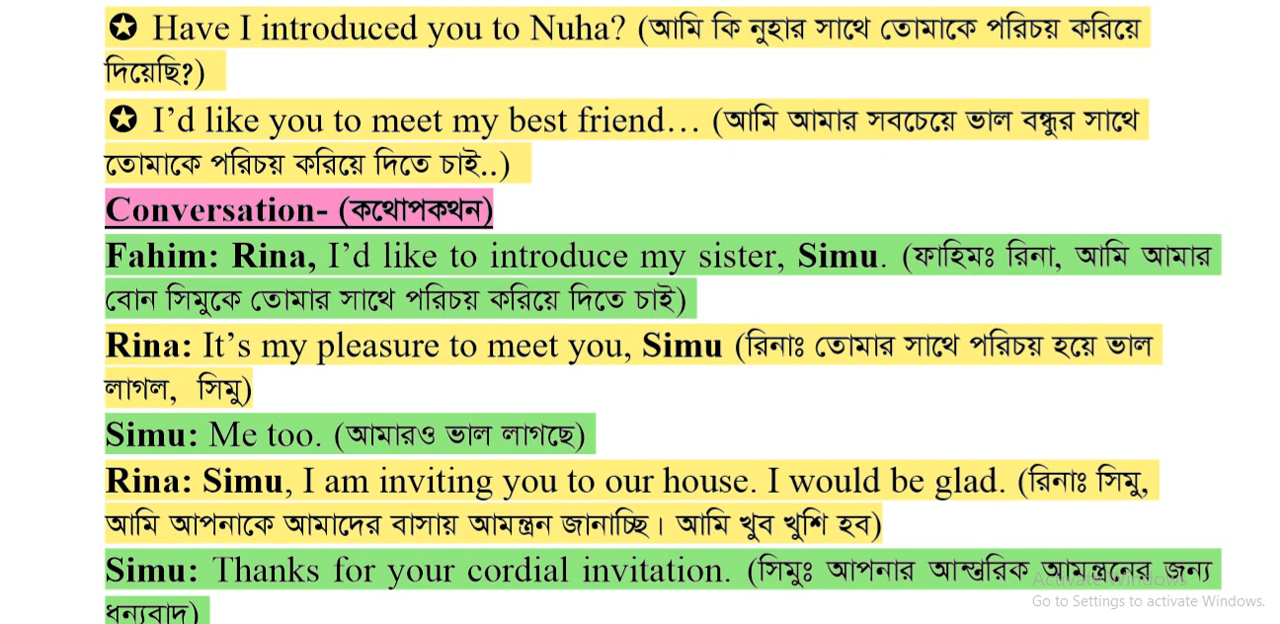 ✪ Have I introduced you to Nuha? (আমি কি নুহার সাথে তোমাকে পরিচয় করিয়ে
দিয়েছি?)
✪ I’d like you to meet my best friend… (আমি আমার সবচেয়ে ভাল বন্ধুর সাথে
তোমাকে পরিচয় করিয়ে দিতে চাই..)
Conversation- (কথোপকথন)
Fahim: Rina, I’d like to introduce my sister, Simu. (ফাহিমঃ রিনা, আমি আমার
বোন সিমুকে তোমার সাথে পরিচয় করিয়ে দিতে চাই)
Rina: It’s my pleasure to meet you, Simu (রিনাঃ তোমার সাথে পরিচয় হয়ে ভাল
লাগল, সিমু)
Simu: Me too. (আমারও ভাল লাগছে)
Rina: Simu, I am inviting you to our house. I would be glad. (রিনাঃ সিমু,
আমি আপনাকে আমাদের বাসায় আমন্ত্রন জানাচ্ছি। আমি খুব খুশি হব)
Simu: Thanks for your cordial invitation. (সিমুঃ আপনার আন্তরিক আমন্ত্রনের জন্য
ধন্যবাদ)
Activate Windows
Go to Settings to activate Windows.